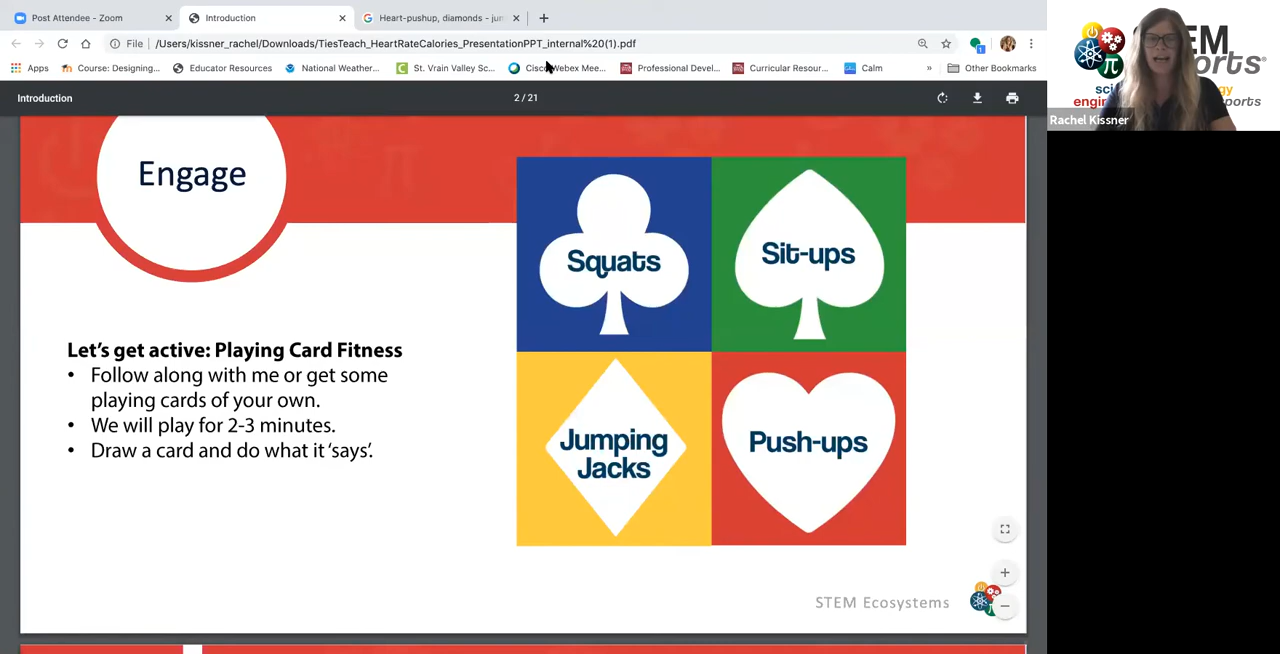 Post Attendee - Zoom
Introduction
Heart-pushup, diamonds - jun
File
/Users/kissner_rachel/Downloads/TiesTeach_HeartRateCalories_PresentationPPT_internal%20(1).pdf
Apps
Course: Designing...
Educator Resources
National Weather...
St. Vrain Valley Sc...
Cisco Webex Mee...
Professional Devel...
Curricular Resour...
Calm
»
Other Bookmarks
Introduction
2 / 21
Engage
Let's get active: Playing Card Fitness
• Follow along with me or get some
playing cards of your own.
• We will play for 2-3 minutes.
• Draw a card and do what it 'says'.
Squats
Sit-ups
Jumping
Jacks
Push-ups
STEM Ecosystems
Rachel Kissner